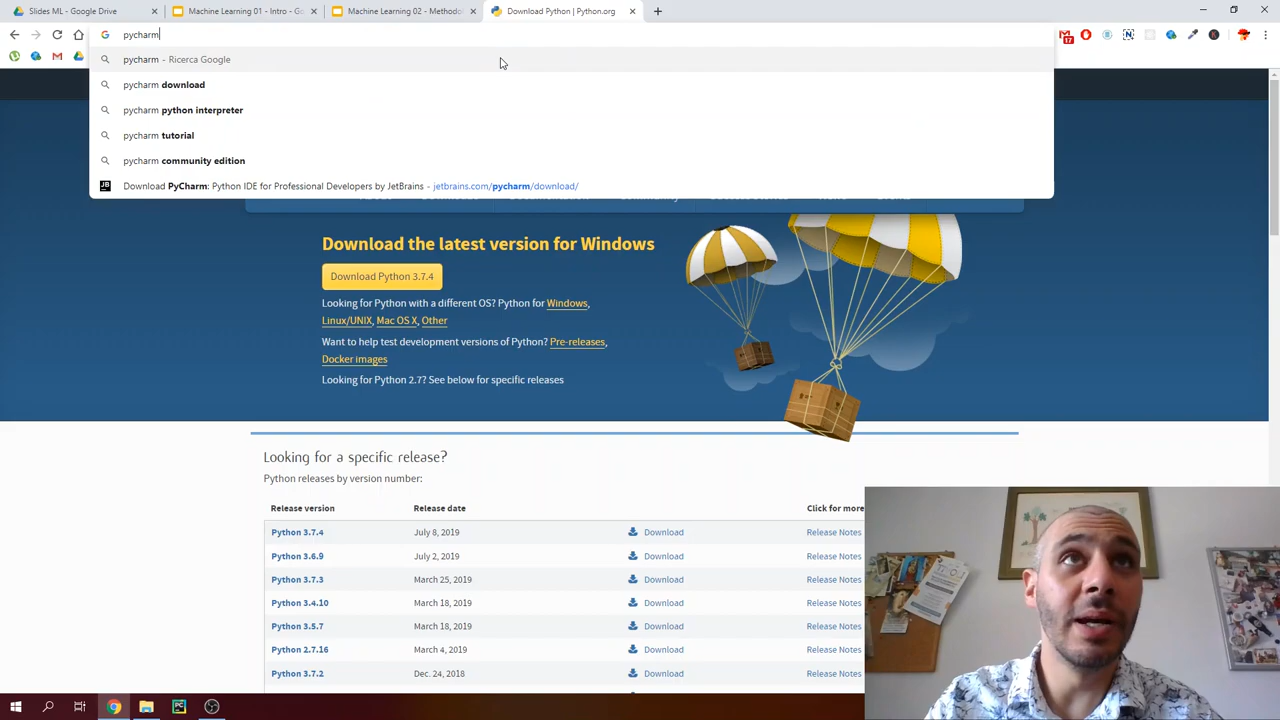 Slides ML - Google Drive
Machine Learning 01 - Intro - G
Machine Learning 02 - Methodo
Download Python | Python.org
pycharm
pycharm - Ricerca Google
pycharm download
pycharm python interpreter
pycharm tutorial
pycharm community edition
Download PyCharm: Python IDE for Professional Developers by JetBrains - jetbrains.com/pycharm/download/
17
Download the latest version for Windows
Download Python 3.7.4
Looking for Python with a different OS? Python for Windows,
Linux/UNIX, Mac OS X, Other
Want to help test development versions of Python? Pre-releases,
Docker images
Looking for Python 2.7? See below for specific releases
Looking for a specific release?
Python releases by version number:
Release version Release date Click for more
Python 3.7.4 July 8, 2019 Download Release Notes
Python 3.6.9 July 2, 2019 Download Release Notes
Python 3.7.3 March 25, 2019 Download Release Notes
Python 3.4.10 March 18, 2019 Download Release Notes
Python 3.5.7 March 18, 2019 Download Release Notes
Python 2.7.16 March 4, 2019 Download Release Notes
Python 3.7.2 Dec. 24, 2018 Download Release Notes